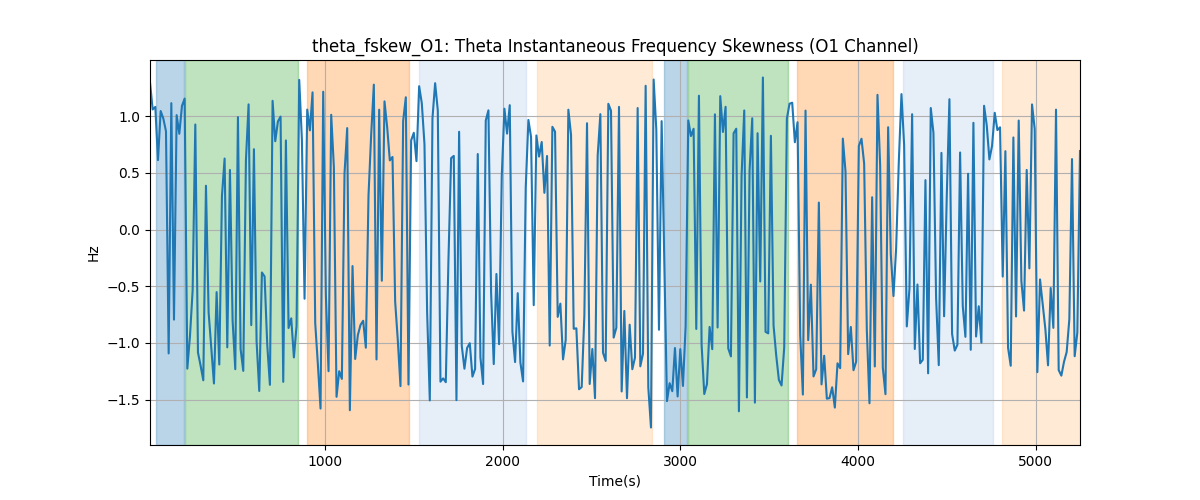 theta_fskew_O1: Theta Instantaneous Frequency Skewness (O1 Channel)
Hz
1.0
0.5
0.0
−0.5
−1.0
−1.5
1000 2000 3000 4000 5000
Time(s)